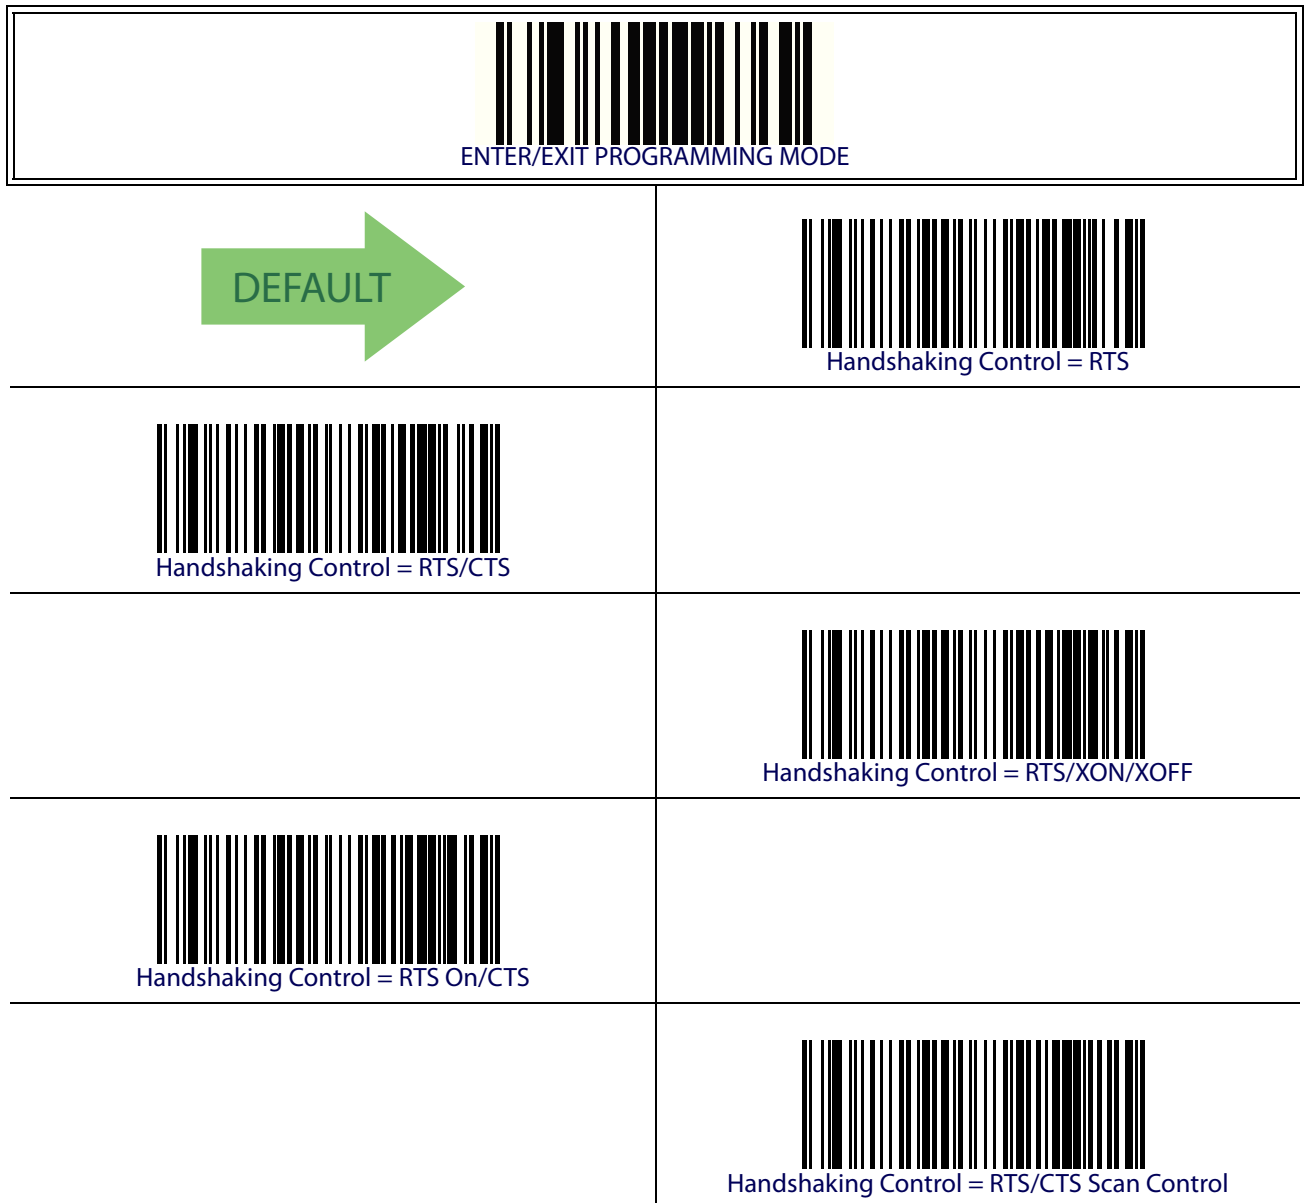 ENTER/EXIT PROGRAMMING MODE
DEFAULT
Handshaking Control = RTS
Handshaking Control = RTS/CTS
Handshaking Control = RTS/XON/XOFF
Handshaking Control = RTS On/CTS
Handshaking Control = RTS/CTS Scan Control